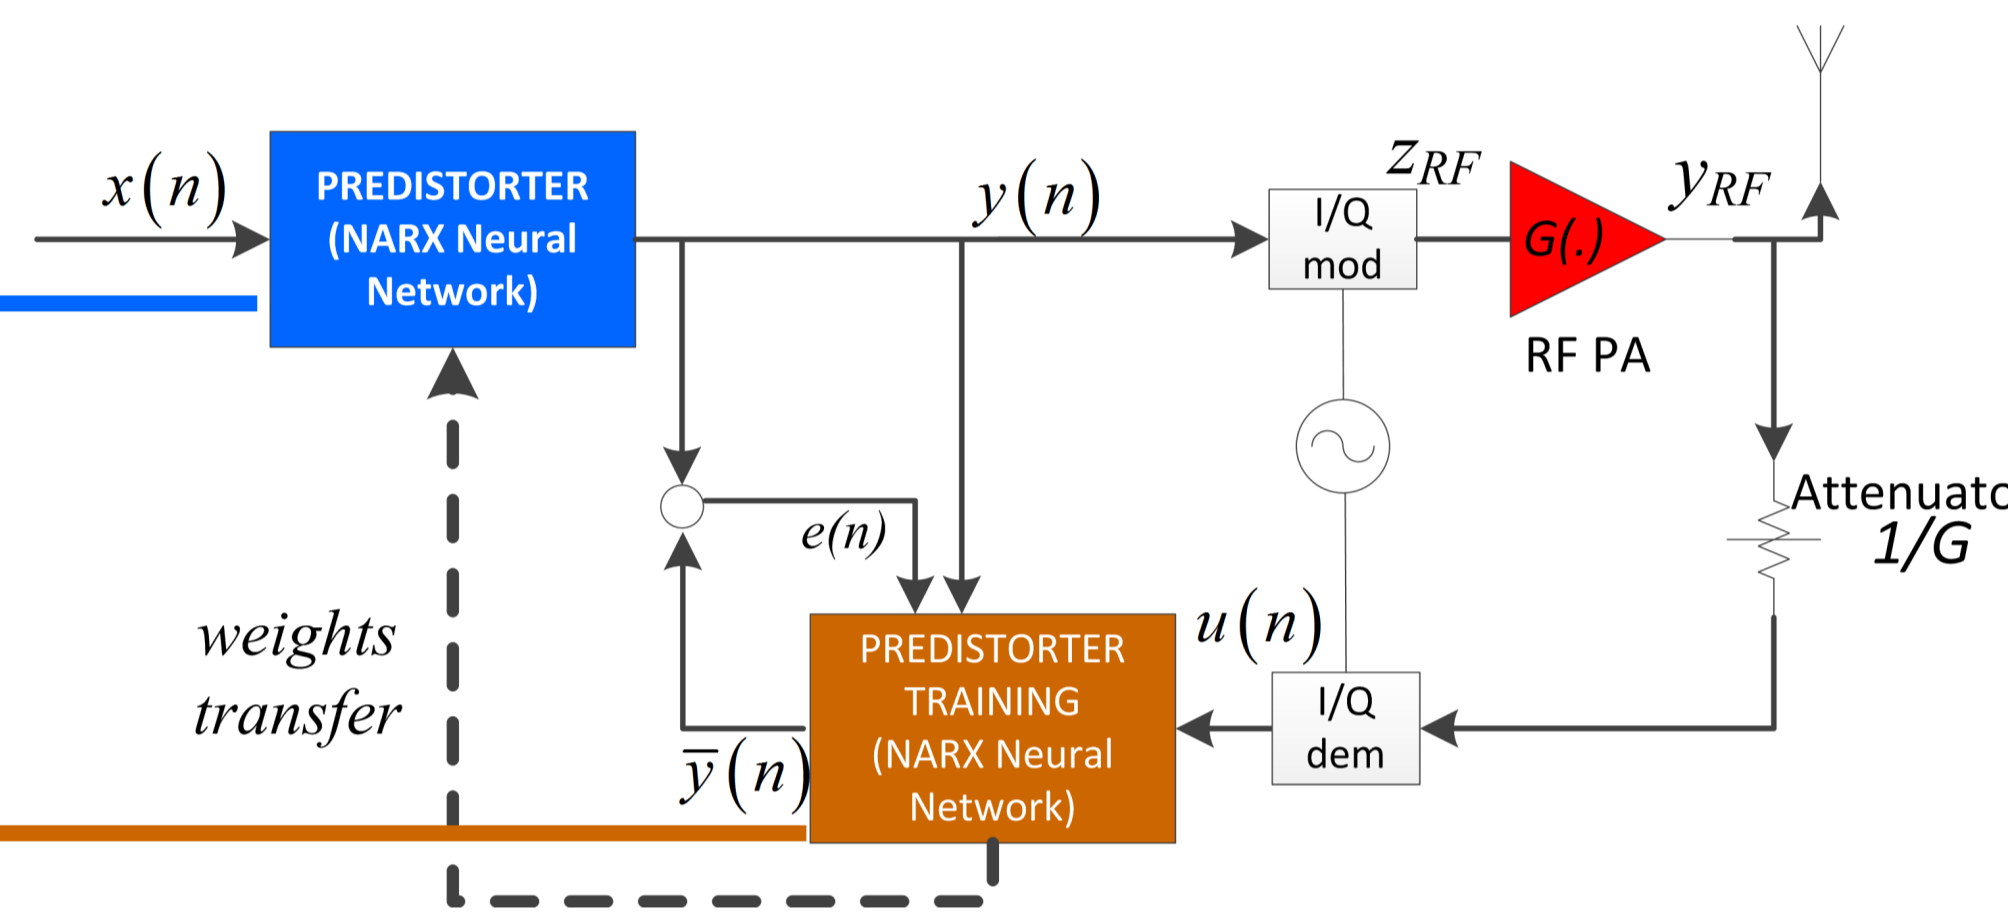 x(n)
PREDISTORTER
(NARX Neural
Network)
y(n)
I/Q
mod
z_RF
G(.)
y_RF
RF PA
Attenuato
1/G
e(n)
weights
transfer
y̅(n)
PREDISTORTER
TRAINING
(NARX Neural
Network)
u(n)
I/Q
dem